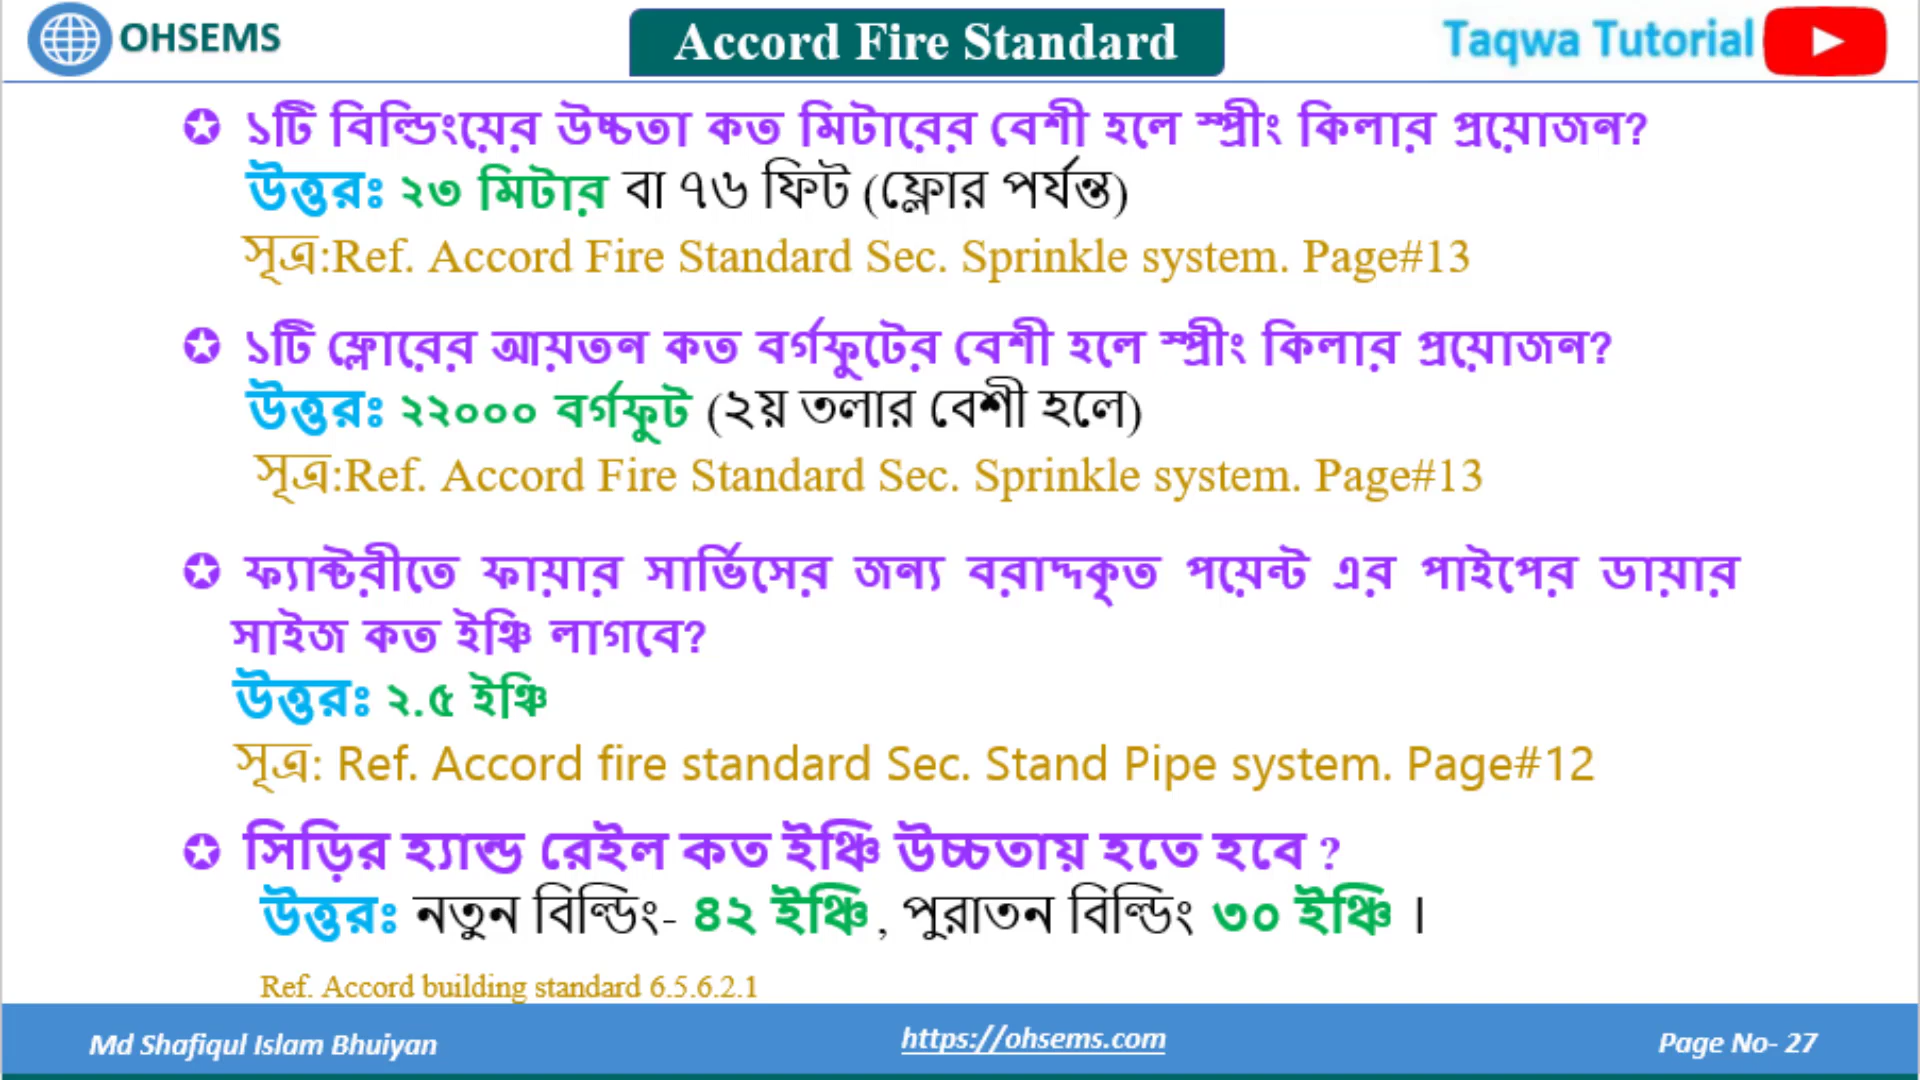 OHSEMS
Accord Fire Standard
Taqwa Tutorial
✪ ১টি বিল্ডিংয়ের উচ্চতা কত মিটারের বেশী হলে স্প্রীং কিলার প্রয়োজন?
উত্তরঃ ২৩ মিটার বা ৭৬ ফিট (ফ্লোর পর্যন্ত)
সূত্র:Ref. Accord Fire Standard Sec. Sprinkle system. Page#13
✪ ১টি ফ্লোরের আয়তন কত বর্গফুটের বেশী হলে স্প্রীং কিলার প্রয়োজন?
উত্তরঃ ২২০০০ বর্গফুট (২য় তলার বেশী হলে)
সূত্র:Ref. Accord Fire Standard Sec. Sprinkle system. Page#13
✪ ফ্যাক্টরীতে ফায়ার সার্ভিসের জন্য বরাদ্দকৃত পয়েন্ট এর পাইপের ডায়ার
সাইজ কত ইঞ্চি লাগবে?
উত্তরঃ ২.৫ ইঞ্চি
সূত্র: Ref. Accord fire standard Sec. Stand Pipe system. Page#12
✪ সিড়ির হ্যান্ড রেইল কত ইঞ্চি উচ্চতায় হতে হবে ?
উত্তরঃ নতুন বিল্ডিং- ৪২ ইঞ্চি, পুরাতন বিল্ডিং ৩০ ইঞ্চি ।
Ref. Accord building standard 6.5.6.2.1
Md Shafiqul Islam Bhuiyan
https://ohsems.com
Page No- 27